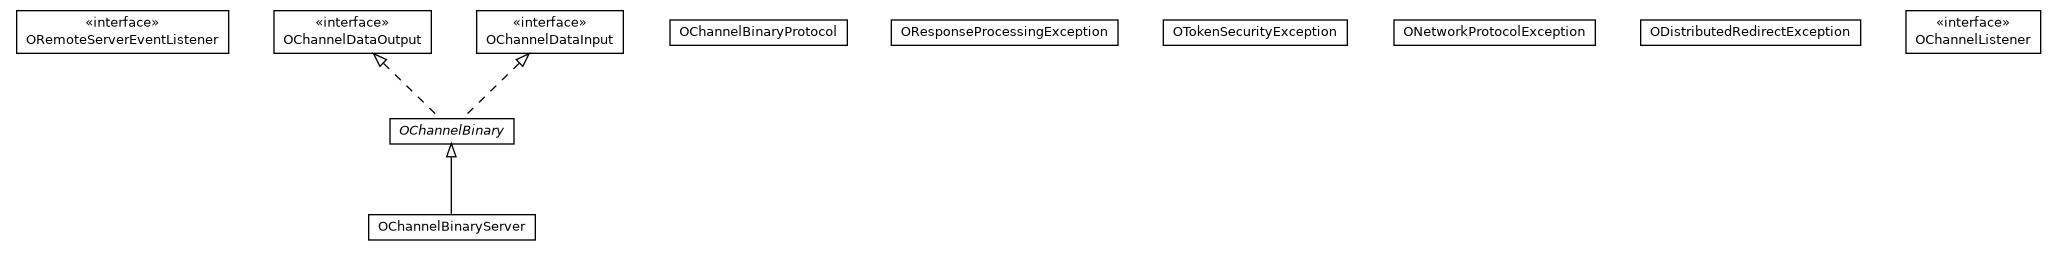 «interface»
ORemoteServerEventListener
«interface»
OChannelDataOutput
«interface»
OChannelDataInput
OChannelBinaryProtocol
OResponseProcessingException
OTokenSecurityException
ONetworkProtocolException
ODistributedRedirectException
«interface»
OChannelListener
OChannelBinary
OChannelBinaryServer